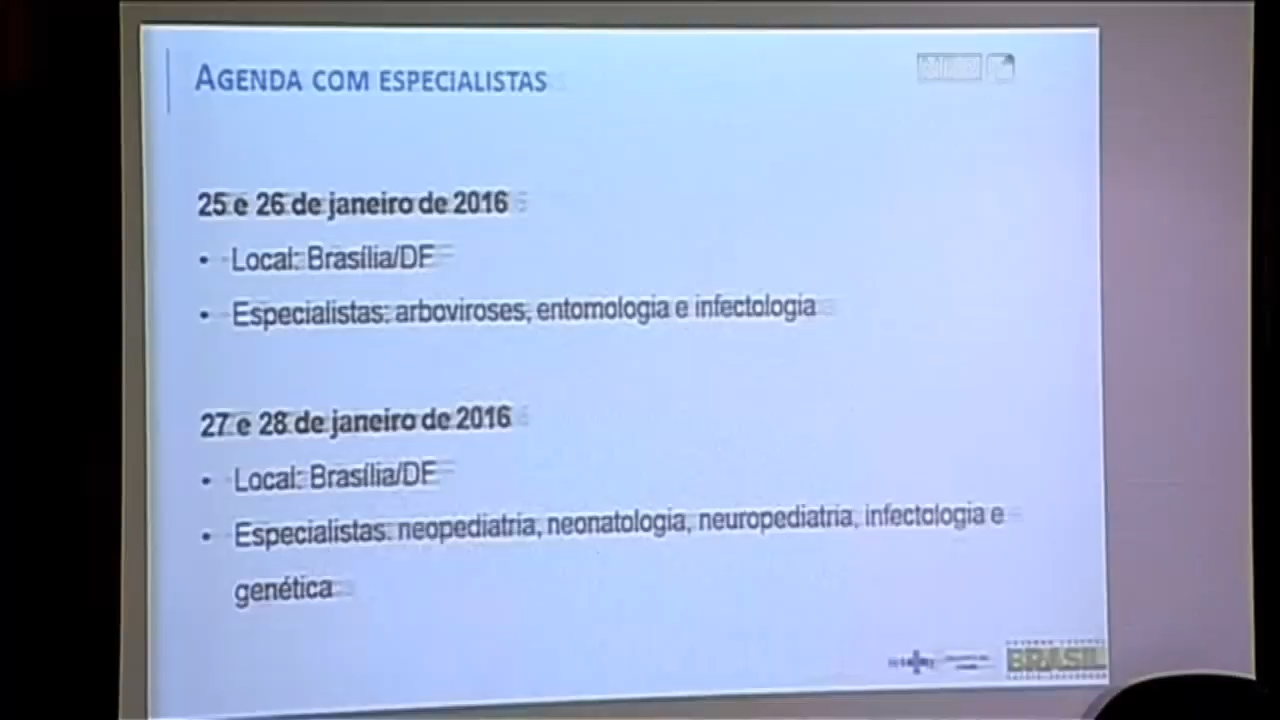 AGENDA COM ESPECIALISTAS
25 e 26 de janeiro de 2016
• Local: Brasília/DF
• Especialistas: arboviroses, entomologia e infectologia
27 e 28 de janeiro de 2016
• Local: Brasília/DF
• Especialistas: neopediatria, neonatologia, neuropediatria, infectologia e
genética
BRASIL